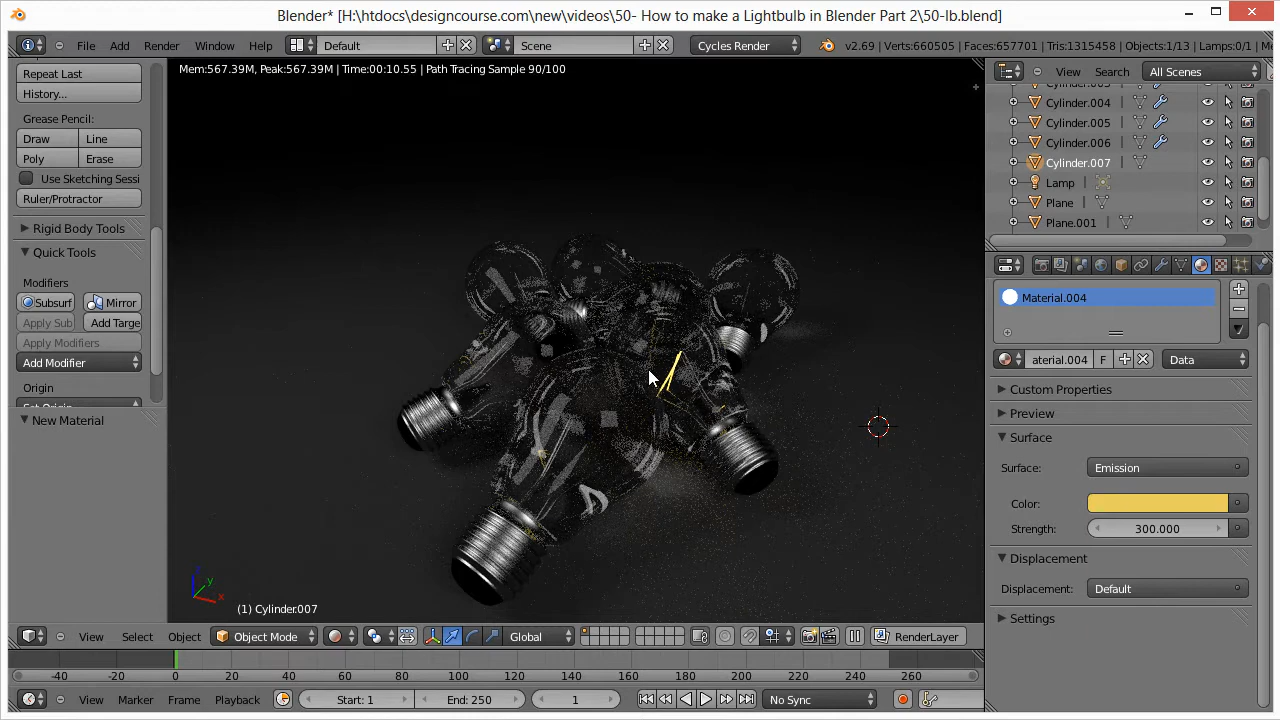 Blender* [H:\htdocs\designcourse.com\new\videos\50- How to make a Lightbulb in Blender Part 2\50-lb.blend]
File Add Render Window Help Default Scene Cycles Render v2.69 | Verts:660505 | Faces:657701 | Tris:1315458 | Objects:1/13 | Lamps:0/1 |
Mem:567.39M, Peak:567.39M | Time:00:10.55 | Path Tracing Sample 90/100
Repeat Last
History...
Grease Pencil:
Draw Line
Poly Erase
Use Sketching Sessi
Ruler/Protractor
Rigid Body Tools
Quick Tools
Modifiers
Subsurf Mirror
Apply Sub Add Targe
Apply Modifiers
Add Modifier
Origin
New Material
z
y
x
(1) Cylinder.007
View Search All Scenes
Cylinder.004
Cylinder.005
Cylinder.006
Cylinder.007
Lamp
Plane
Plane.001
Material.004
aterial.004 F Data
Custom Properties
Preview
Surface
Surface: Emission
Color:
Strength: 300.000
Displacement
Displacement: Default
Settings
View Select Object Object Mode Global RenderLayer
-40 -20 0 20 40 60 80 100 120 140 160 180 200 220 240 260
View Marker Frame Playback Start: 1 End: 250 1 No Sync